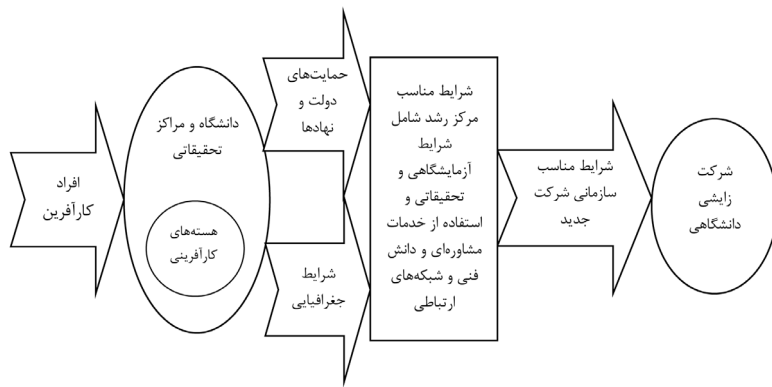 افراد
کارآفرین
دانشگاه و مراکز
تحقیقاتی
هسته‌های
کارآفرینی
حمایت‌های
دولت و
نهادها
شرایط
جغرافیایی
شرایط مناسب
مرکز رشد شامل
شرایط
آزمایشگاهی و
تحقیقاتی و
استفاده از خدمات
مشاوره‌ای و دانش
فنی و شبکه‌های
ارتباطی
شرایط مناسب
سازمانی شرکت
جدید
شرکت
زایشی
دانشگاهی